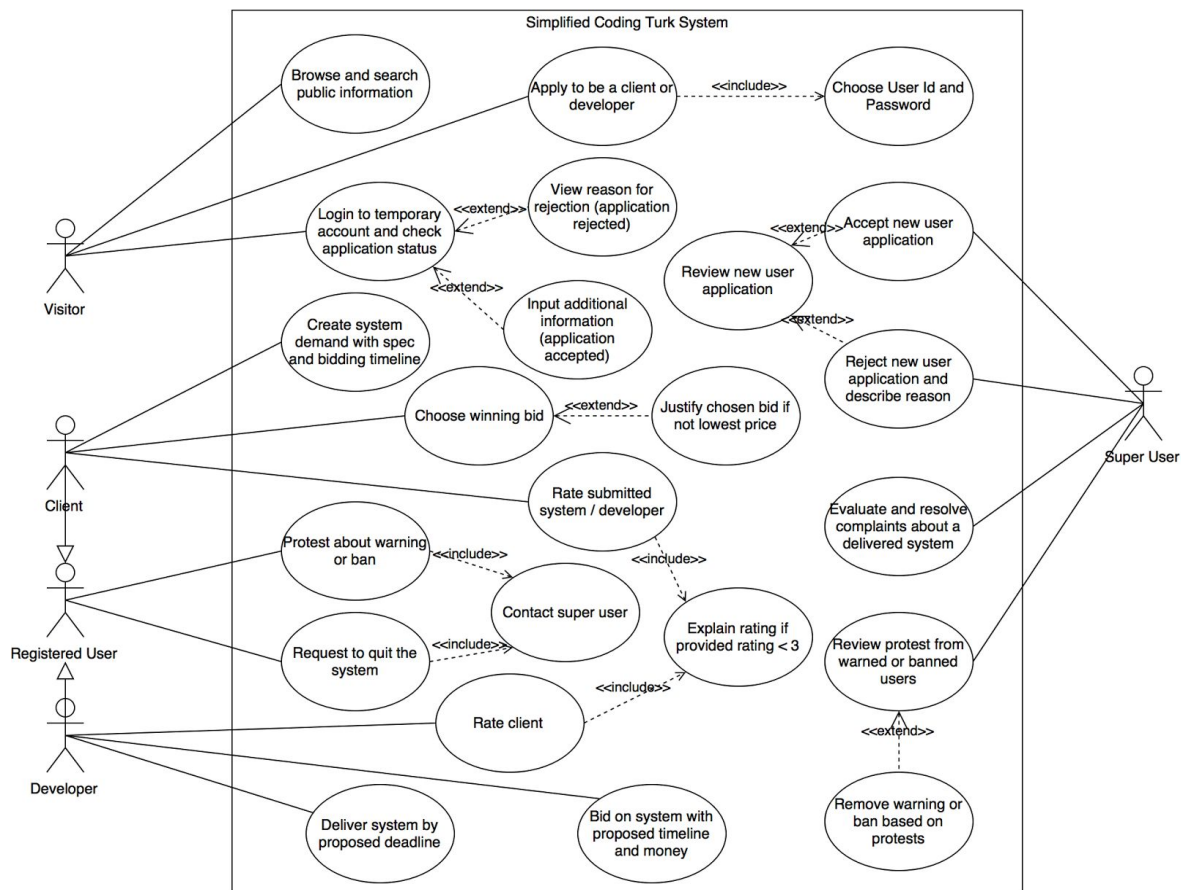 Simplified Coding Turk System
Browse and search
public information
Apply to be a client or
developer
<<include>>
Choose User Id and
Password
Visitor
Login to temporary
account and check
application status
<<extend>>
View reason for
rejection (application
rejected)
<<extend>>
Input additional
information
(application
accepted)
Review new user
application
<<extend>>
Accept new user
application
<<extend>>
Reject new user
application and
describe reason
Super User
Create system
demand with spec
and bidding timeline
Choose winning bid
<<extend>>
Justify chosen bid if
not lowest price
Client
Rate submitted
system / developer
Evaluate and resolve
complaints about a
delivered system
Protest about warning
or ban
<<include>>
<<include>>
Contact super user
Explain rating if
provided rating < 3
Registered User
Request to quit the
system
<<include>>
Review protest from
warned or banned
users
Rate client
<<include>>
<<extend>>
Developer
Deliver system by
proposed deadline
Bid on system with
proposed timeline
and money
Remove warning or
ban based on
protests